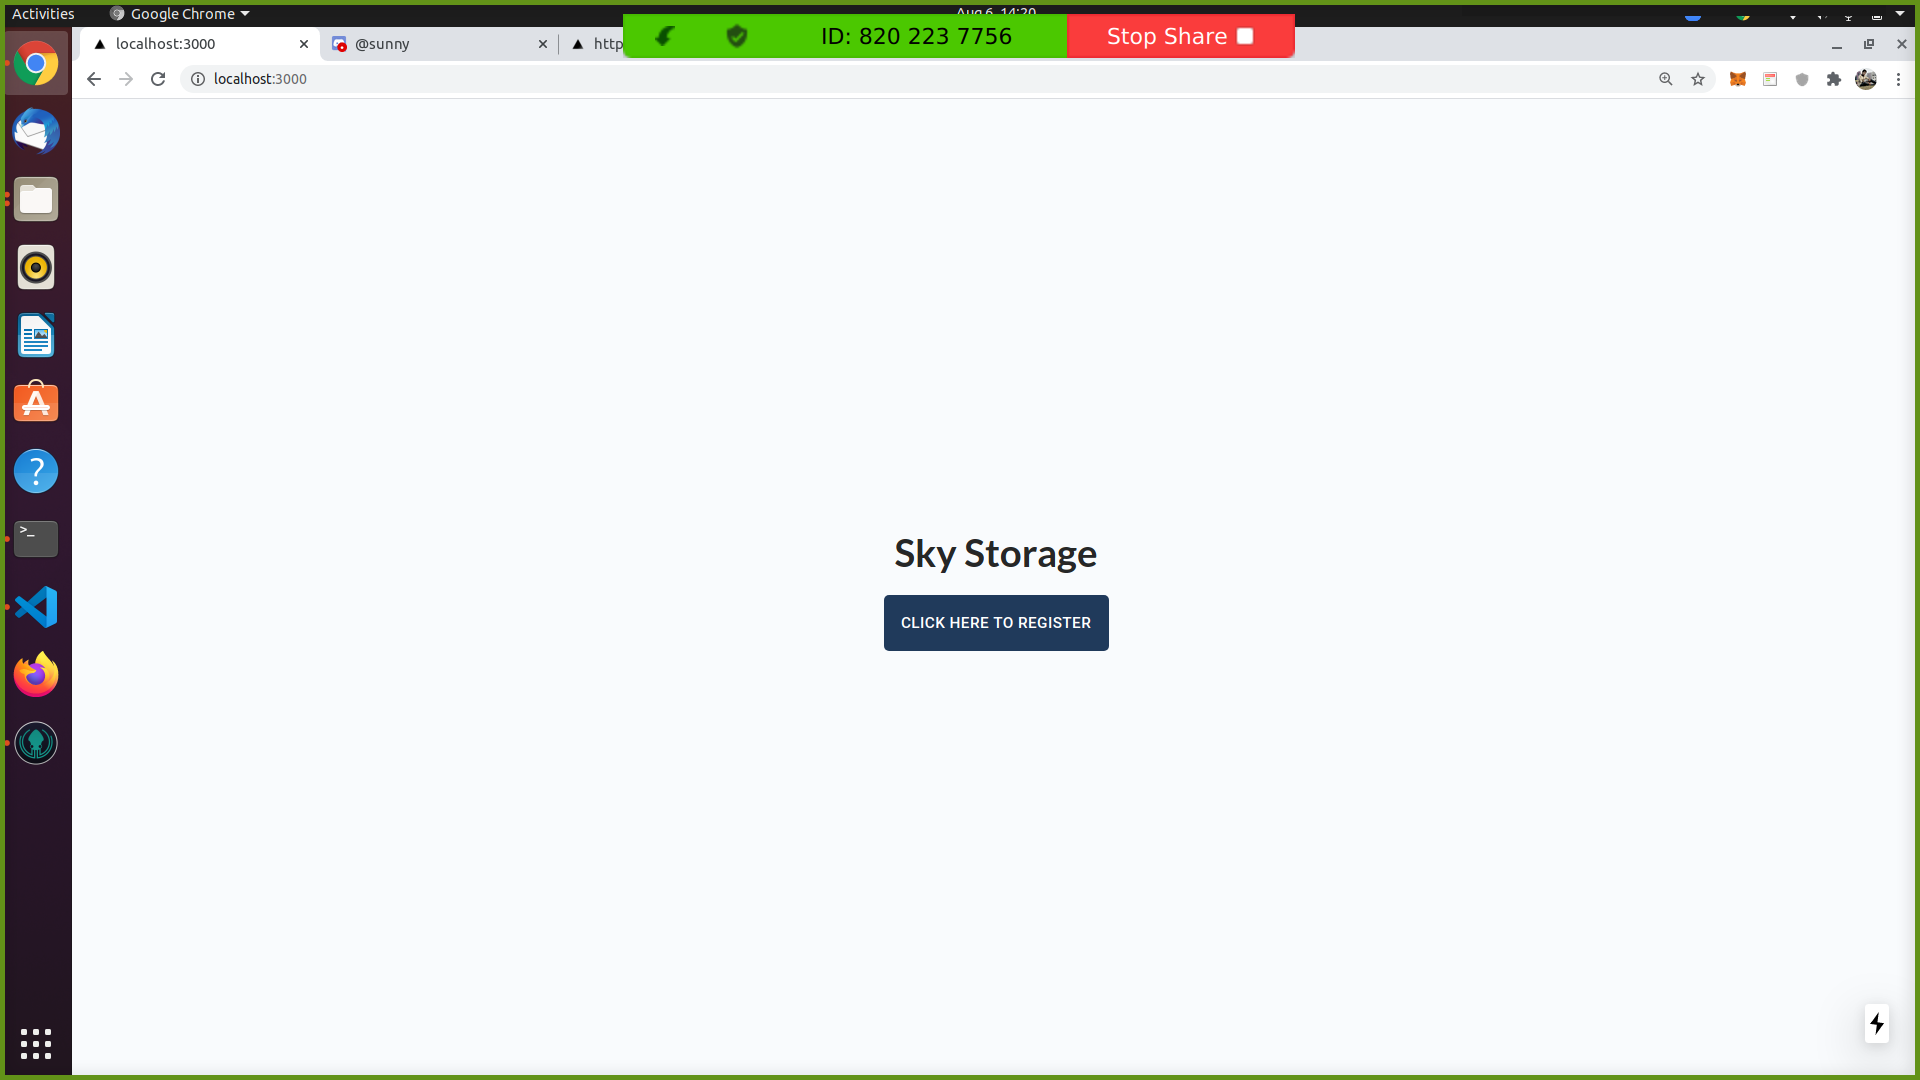 Activities
Google Chrome
Aug 6 14:20
ID: 820 223 7756
Stop Share
localhost:3000
@sunny
http
localhost:3000
Sky Storage
CLICK HERE TO REGISTER